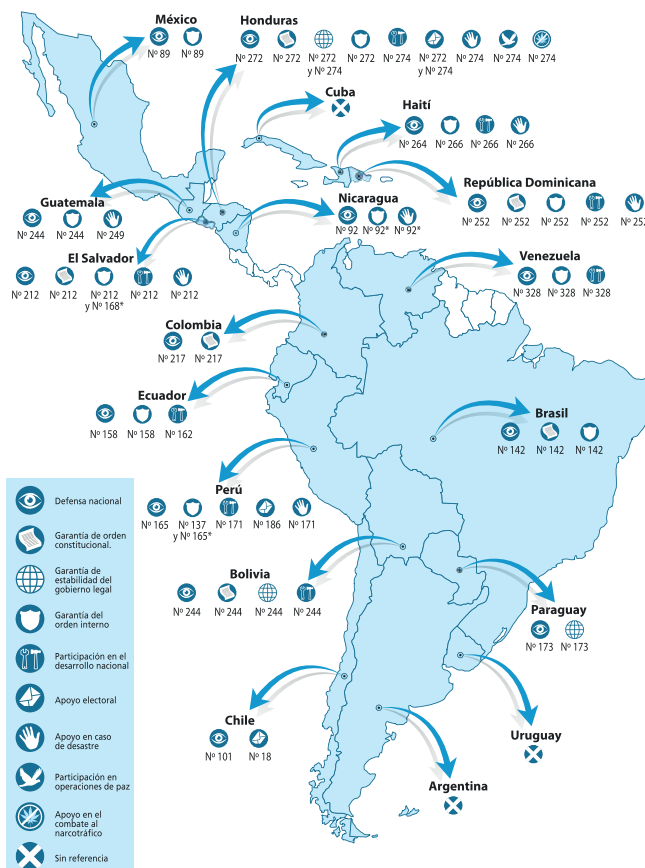 México
Nº 89 Nº 89
Honduras
Nº 272 Nº 272 Nº 272 Nº 272 Nº 274 Nº 272 Nº 274 Nº 274 Nº 274
y Nº 274 y Nº 274
Cuba
Haití
Nº 264 Nº 266 Nº 266 Nº 266
República Dominicana
Nº 252 Nº 252 Nº 252 Nº 252 Nº 252
Guatemala
Nº 244 Nº 244 Nº 249
Nicaragua
Nº 92 Nº 92* Nº 92*
El Salvador
Nº 212 Nº 212 Nº 212 Nº 212 Nº 212
y Nº 168*
Venezuela
Nº 328 Nº 328 Nº 328
Colombia
Nº 217 Nº 217
Ecuador
Nº 158 Nº 158 Nº 162
Brasil
Nº 142 Nº 142 Nº 142
Perú
Nº 165 Nº 137 Nº 171 Nº 186 Nº 171
y Nº 165*
Bolivia
Nº 244 Nº 244 Nº 244 Nº 244
Paraguay
Nº 173 Nº 173
Chile
Nº 101 Nº 18
Uruguay
Argentina
Defensa nacional
Garantía de orden
constitucional.
Garantía de
estabilidad del
gobierno legal
Garantía del
orden interno
Participación en el
desarrollo nacional
Apoyo electoral
Apoyo en caso
de desastre
Participación en
operaciones de paz
Apoyo en el
combate al
narcotráfico
Sin referencia